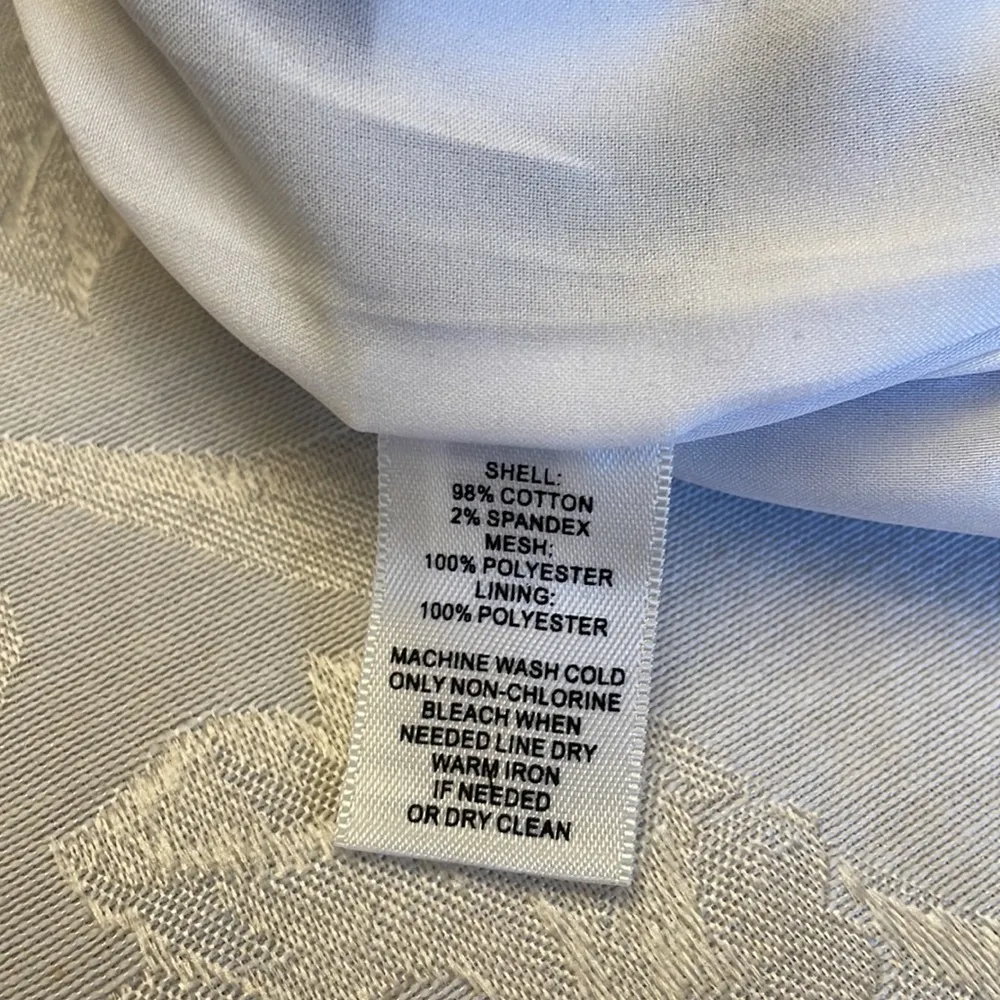 SHELL:
98% COTTON
2% SPANDEX
MESH:
100% POLYESTER
LINING:
100% POLYESTER
MACHINE WASH COLD
ONLY NON-CHLORINE
BLEACH WHEN
NEEDED LINE DRY
WARM IRON
IF NEEDED
OR DRY CLEAN